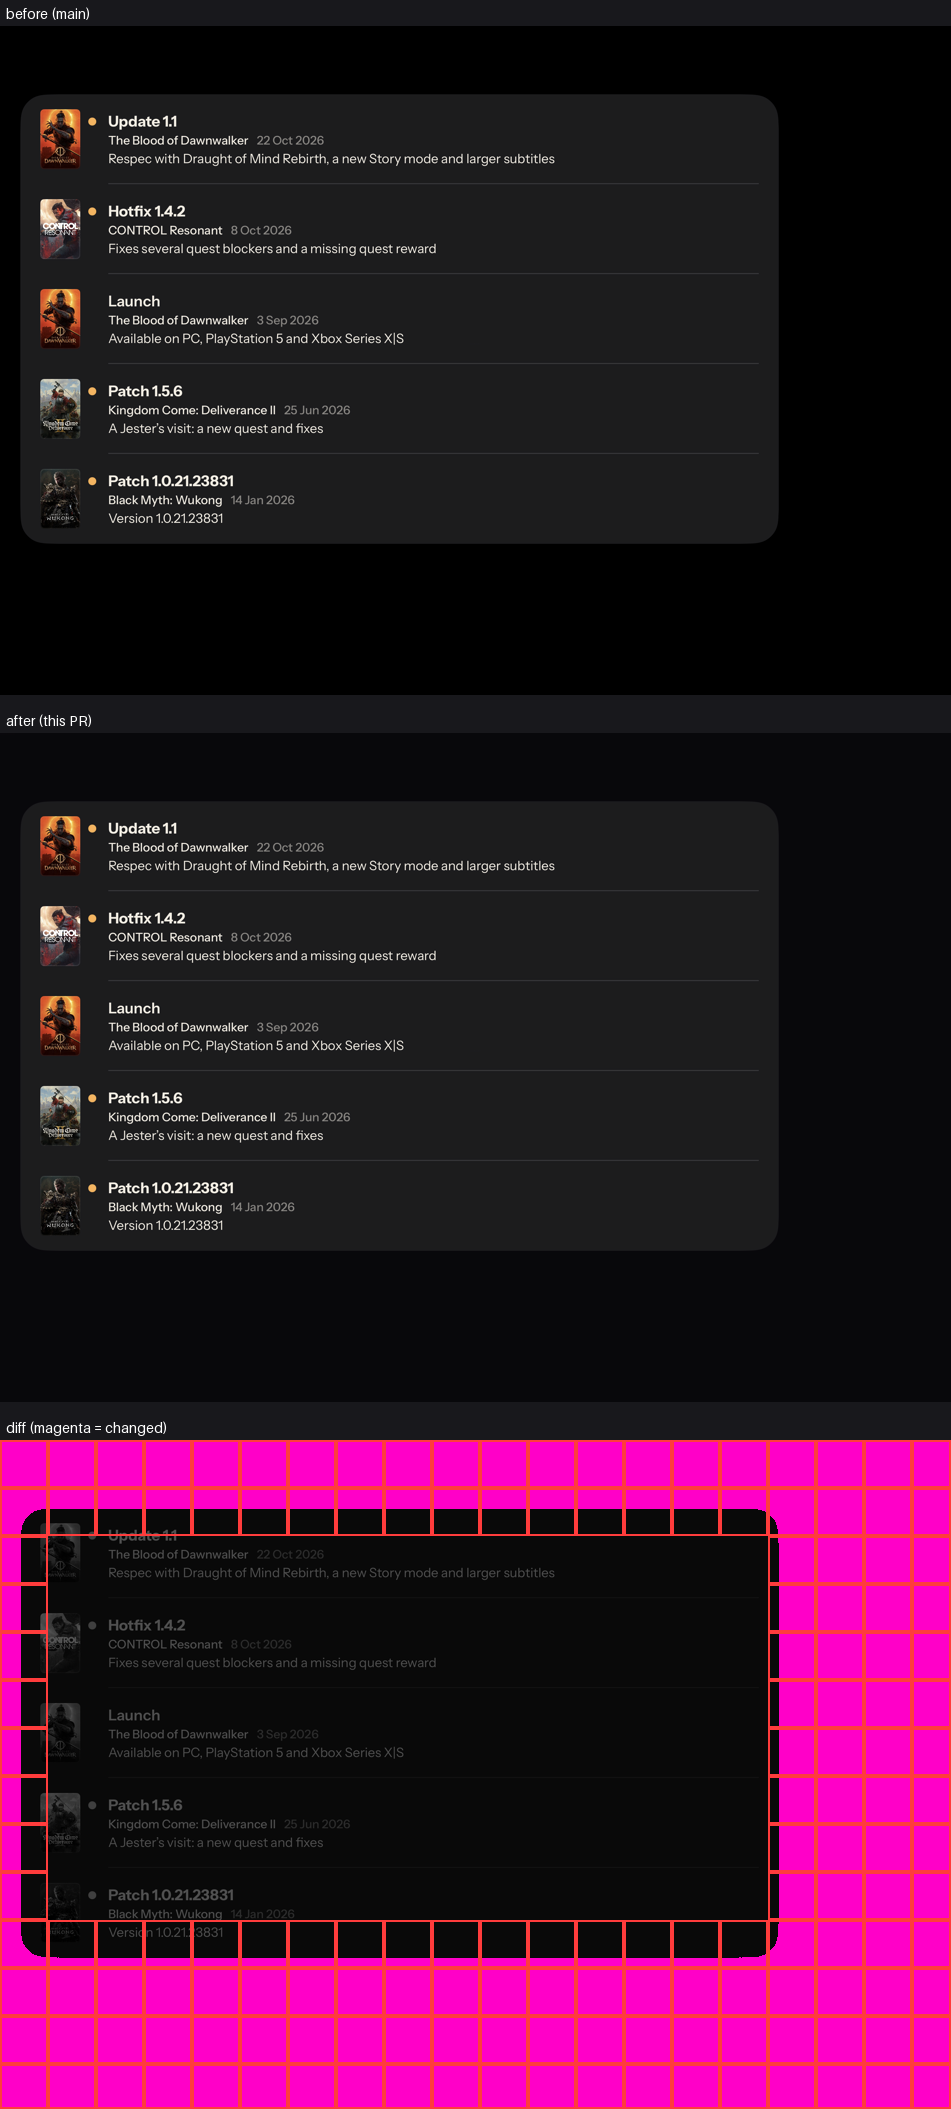 before (main)
Update 1.1
The Blood of Dawnwalker 22 Oct 2026
Respec with Draught of Mind Rebirth, a new Story mode and larger subtitles
CONTROL
RESONANT
Hotfix 1.4.2
CONTROL Resonant 8 Oct 2026
Fixes several quest blockers and a missing quest reward
Launch
The Blood of Dawnwalker 3 Sep 2026
Available on PC, PlayStation 5 and Xbox Series X|S
Patch 1.5.6
Kingdom Come: Deliverance II 25 Jun 2026
A Jester's visit: a new quest and fixes
Patch 1.0.21.23831
Black Myth: Wukong 14 Jan 2026
Version 1.0.21.23831
WUKONG
after (this PR)
Update 1.1
The Blood of Dawnwalker 22 Oct 2026
Respec with Draught of Mind Rebirth, a new Story mode and larger subtitles
CONTROL
RESONANT
Hotfix 1.4.2
CONTROL Resonant 8 Oct 2026
Fixes several quest blockers and a missing quest reward
Launch
The Blood of Dawnwalker 3 Sep 2026
Available on PC, PlayStation 5 and Xbox Series X|S
Patch 1.5.6
Kingdom Come: Deliverance II 25 Jun 2026
A Jester's visit: a new quest and fixes
Patch 1.0.21.23831
Black Myth: Wukong 14 Jan 2026
Version 1.0.21.23831
WUKONG
diff (magenta = changed)
Update 1.1
The Blood of Dawnwalker 22 Oct 2026
Respec with Draught of Mind Rebirth, a new Story mode and larger subtitles
CONTROL
RESONANT
Hotfix 1.4.2
CONTROL Resonant 8 Oct 2026
Fixes several quest blockers and a missing quest reward
Launch
The Blood of Dawnwalker 3 Sep 2026
Available on PC, PlayStation 5 and Xbox Series X|S
Patch 1.5.6
Kingdom Come: Deliverance II 25 Jun 2026
A Jester's visit: a new quest and fixes
Patch 1.0.21.23831
Black Myth: Wukong 14 Jan 2026
Version 1.0.21.23831